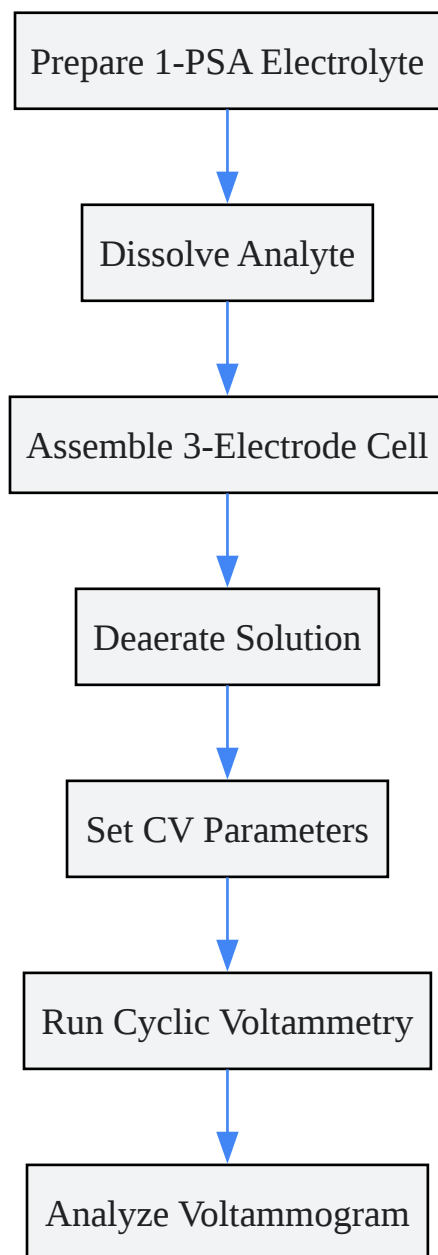 Prepare 1-PSA Electrolyte
Dissolve Analyte
Assemble 3-Electrode Cell
Deaerate Solution
Set CV Parameters
Run Cyclic Voltammetry
Analyze Voltammogram